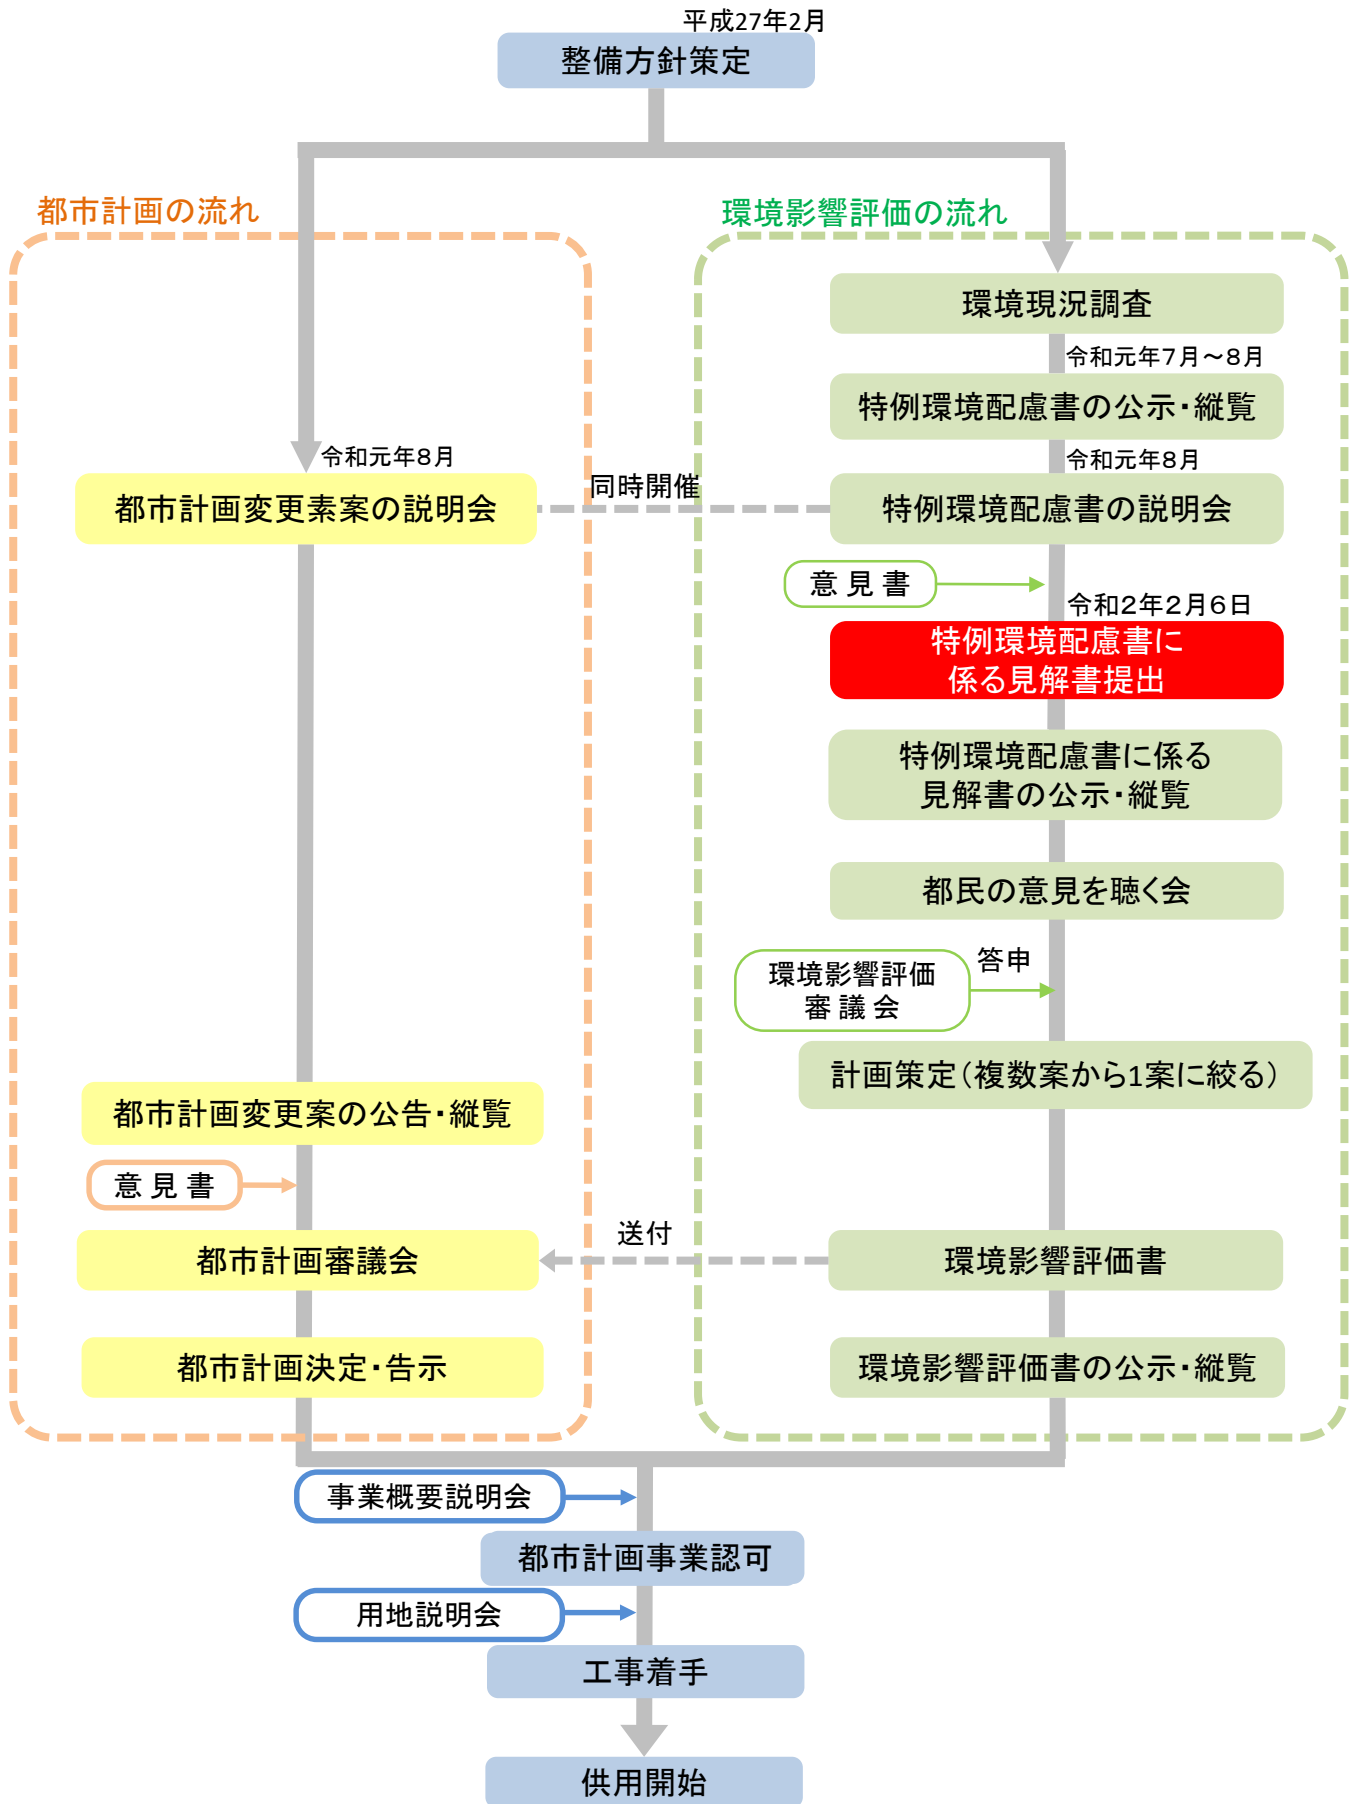 平成27年2月
整備方針策定
都市計画の流れ
環境影響評価の流れ
環境現況調査
令和元年7月～8月
特例環境配慮書の公示・縦覧
令和元年8月
都市計画変更素案の説明会
同時開催
令和元年8月
特例環境配慮書の説明会
意 見 書
令和2年2月6日
特例環境配慮書に
係る見解書提出
特例環境配慮書に係る
見解書の公示・縦覧
都民の意見を聴く会
環境影響評価
審 議 会
答申
計画策定（複数案から1案に絞る）
都市計画変更案の公告・縦覧
意 見 書
都市計画審議会
送付
環境影響評価書
都市計画決定・告示
環境影響評価書の公示・縦覧
事業概要説明会
都市計画事業認可
用地説明会
工事着手
供用開始